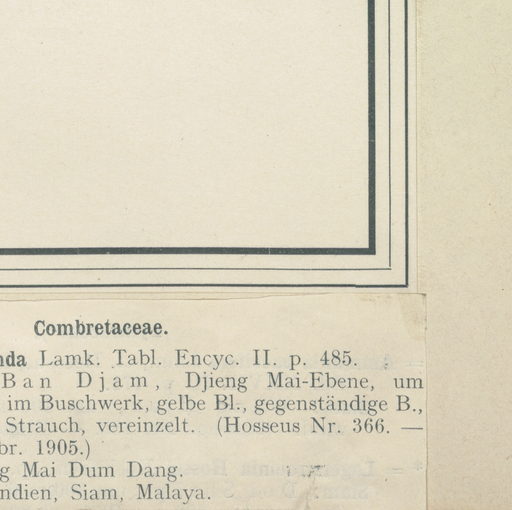 Combretaceae.
nda Lamk. Tabl. Encyc. II. p. 485.
Ban Djam, Djieng Mai-Ebene, um
im Buschwerk, gelbe Bl., gegenständige B.,
Strauch, vereinzelt. (Hosseus Nr. 366. —
br. 1905.)
g Mai Dum Dang.
ndien, Siam, Malaya.